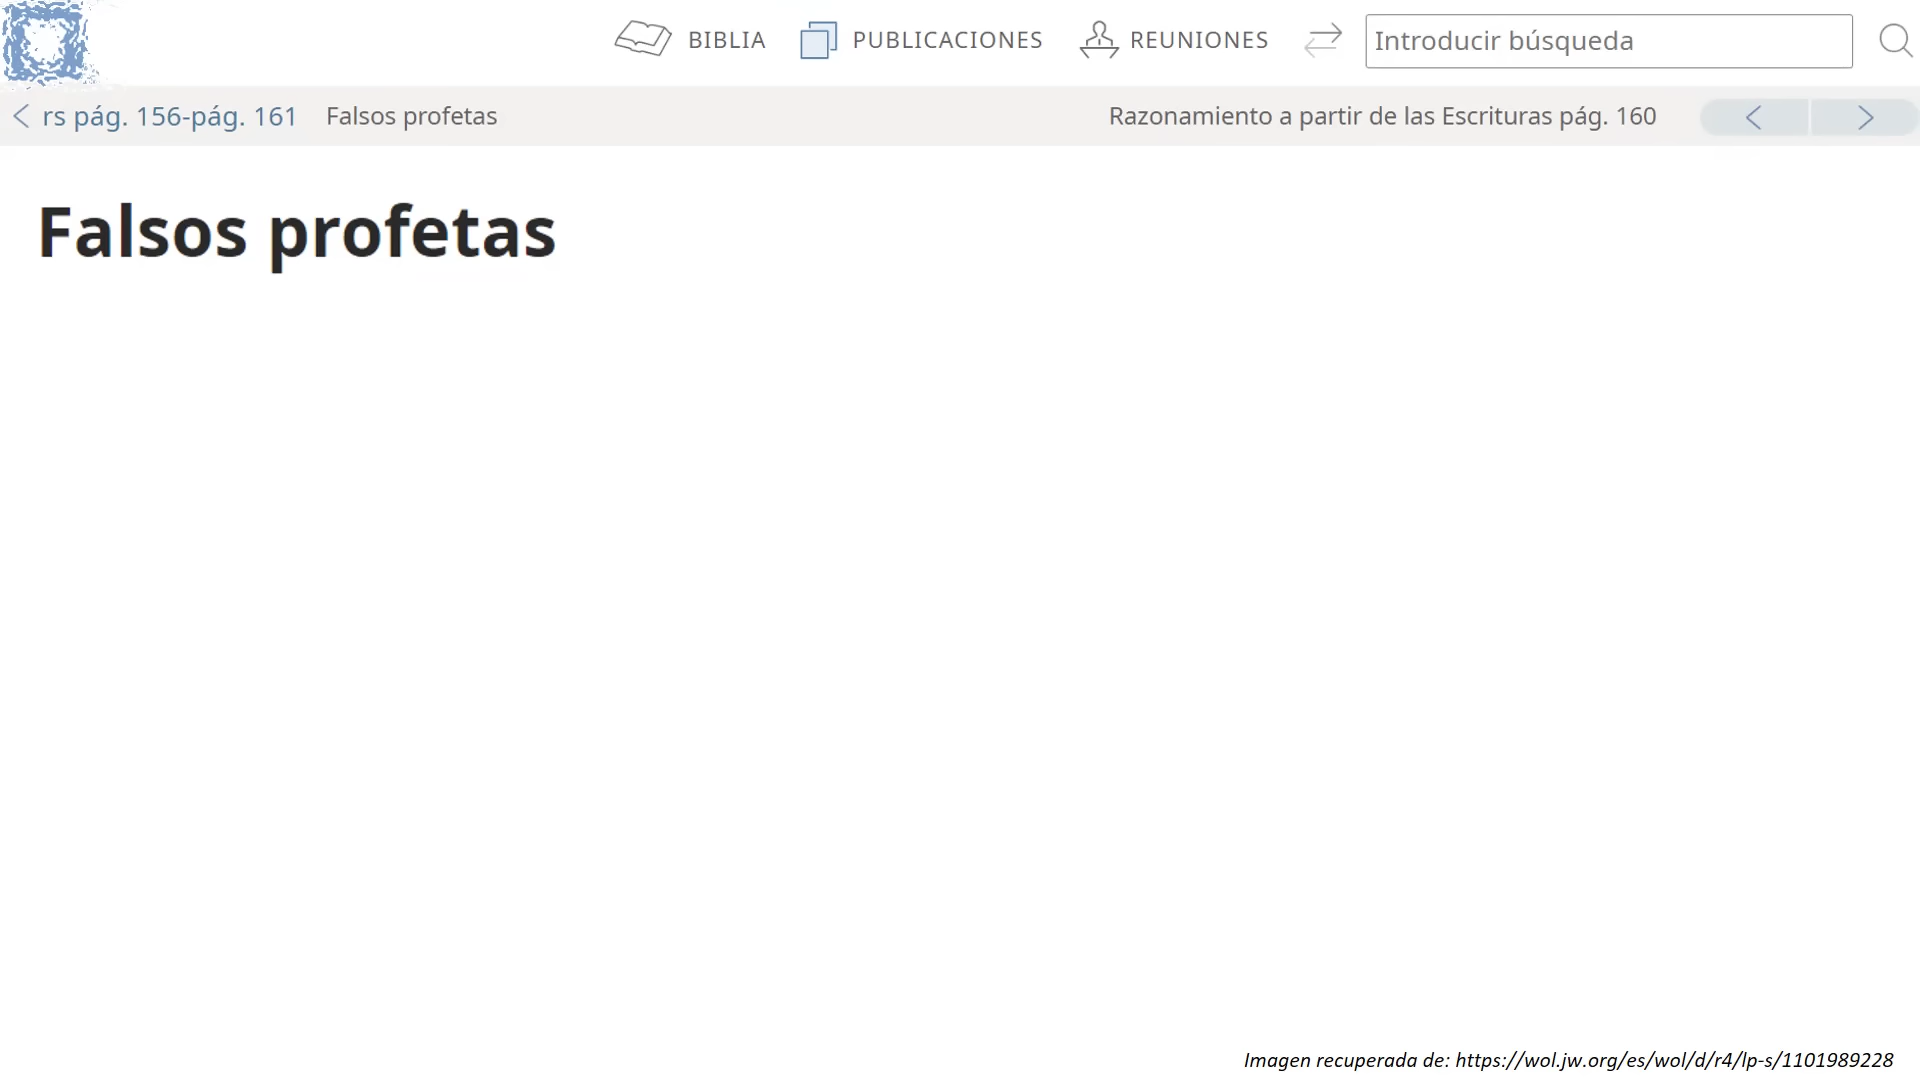 BIBLIA PUBLICACIONES REUNIONES Introducir búsqueda
rs pág. 156-pág. 161 Falsos profetas Razonamiento a partir de las Escrituras pág. 160
Falsos profetas
Imagen recuperada de: https://wol.jw.org/es/wol/d/r4/lp-s/1101989228